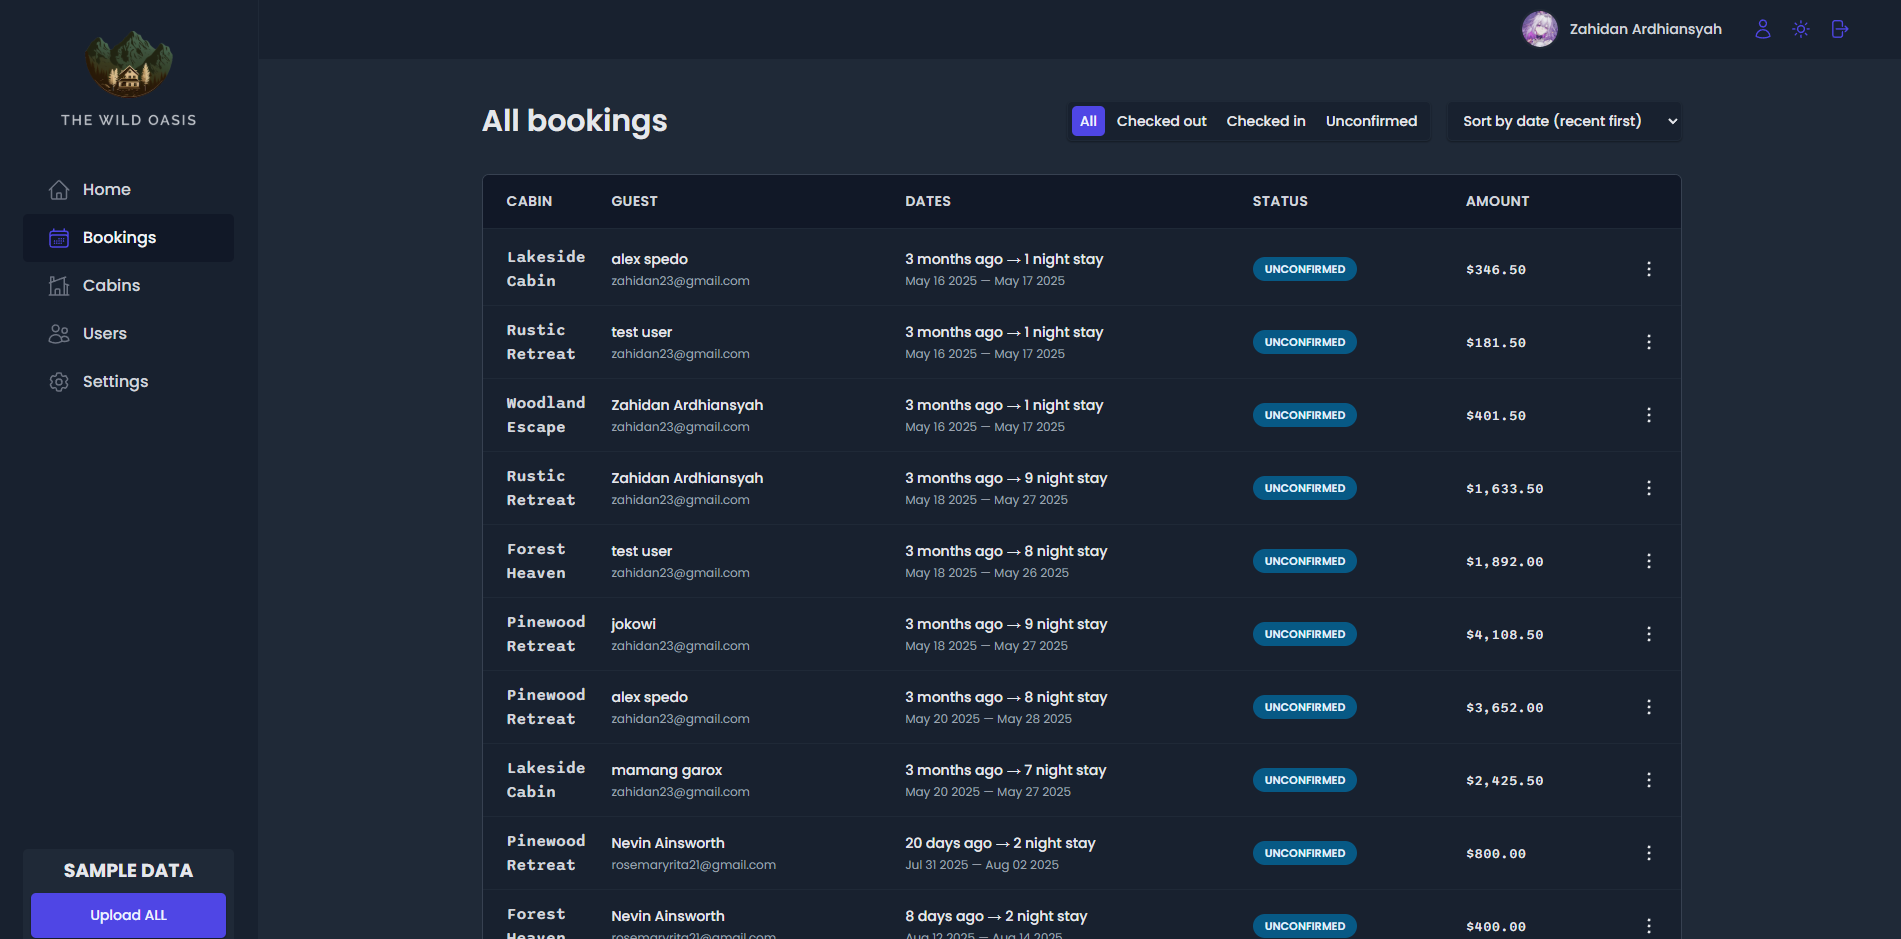 THE WILD OASIS
Home
Bookings
Cabins
Users
Settings
SAMPLE DATA
Upload ALL
Zahidan Ardhiansyah
All bookings
All Checked out Checked in Unconfirmed
Sort by date (recent first)
CABIN GUEST DATES STATUS AMOUNT
Lakeside Cabin
alex spedo
zahidan23@gmail.com
3 months ago → 1 night stay
May 16 2025 — May 17 2025
UNCONFIRMED
$346.50
Rustic Retreat
test user
zahidan23@gmail.com
3 months ago → 1 night stay
May 16 2025 — May 17 2025
UNCONFIRMED
$181.50
Woodland Escape
Zahidan Ardhiansyah
zahidan23@gmail.com
3 months ago → 1 night stay
May 16 2025 — May 17 2025
UNCONFIRMED
$401.50
Rustic Retreat
Zahidan Ardhiansyah
zahidan23@gmail.com
3 months ago → 9 night stay
May 18 2025 — May 27 2025
UNCONFIRMED
$1,633.50
Forest Heaven
test user
zahidan23@gmail.com
3 months ago → 8 night stay
May 18 2025 — May 26 2025
UNCONFIRMED
$1,892.00
Pinewood Retreat
jokowi
zahidan23@gmail.com
3 months ago → 9 night stay
May 18 2025 — May 27 2025
UNCONFIRMED
$4,108.50
Pinewood Retreat
alex spedo
zahidan23@gmail.com
3 months ago → 8 night stay
May 20 2025 — May 28 2025
UNCONFIRMED
$3,652.00
Lakeside Cabin
mamang garox
zahidan23@gmail.com
3 months ago → 7 night stay
May 20 2025 — May 27 2025
UNCONFIRMED
$2,425.50
Pinewood Retreat
Nevin Ainsworth
rosemaryrita21@gmail.com
20 days ago → 2 night stay
Jul 31 2025 — Aug 02 2025
UNCONFIRMED
$800.00
Forest Heaven
Nevin Ainsworth
rosemaryrita21@gmail.com
8 days ago → 2 night stay
Aug 12 2025 — Aug 14 2025
UNCONFIRMED
$400.00